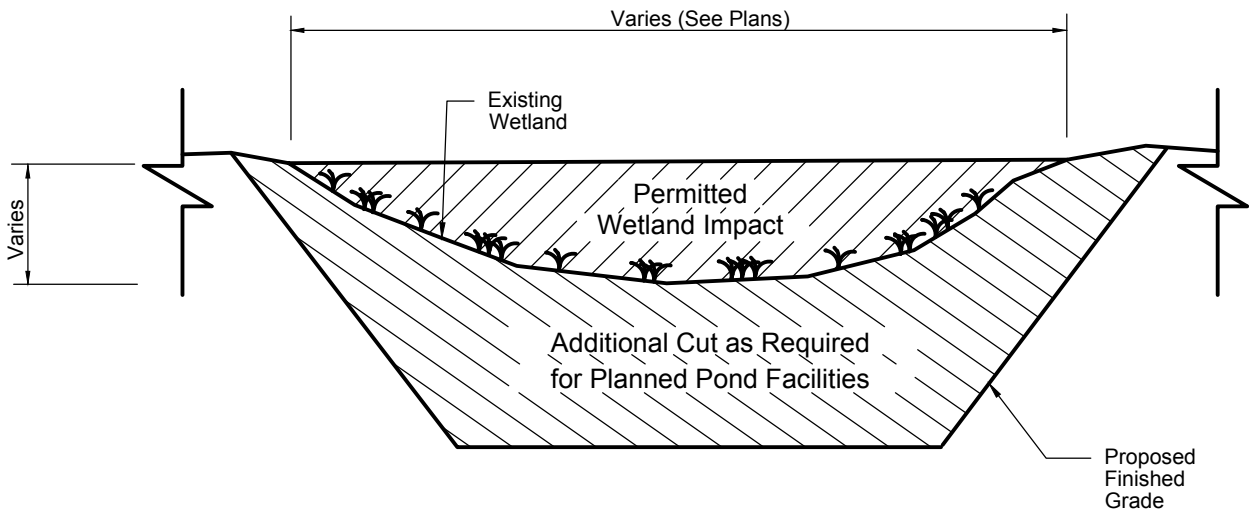 Varies (See Plans)
Existing
Wetland
Permitted
Wetland Impact
Varies
Additional Cut as Required
for Planned Pond Facilities
Proposed
Finished
Grade